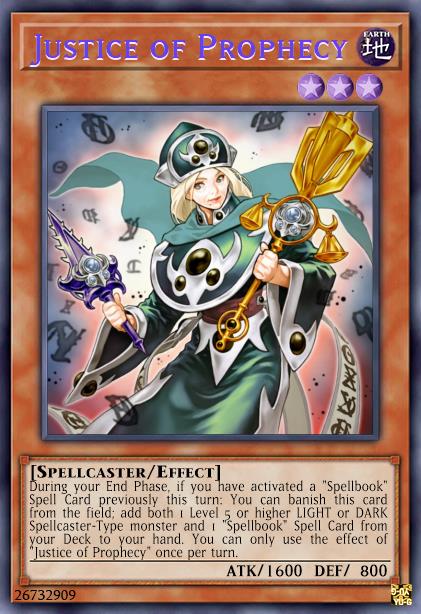 JUSTICE OF PROPHECY
EARTH
地
[SPELLCASTER/EFFECT]
During your End Phase, if you have activated a "Spellbook"
Spell Card previously this turn: You can banish this card
from the field; add both 1 Level 5 or higher LIGHT or DARK
Spellcaster-Type monster and 1 "Spellbook" Spell Card from
your Deck to your hand. You can only use the effect of
"Justice of Prophecy" once per turn.
ATK/1600 DEF/ 800
26732909